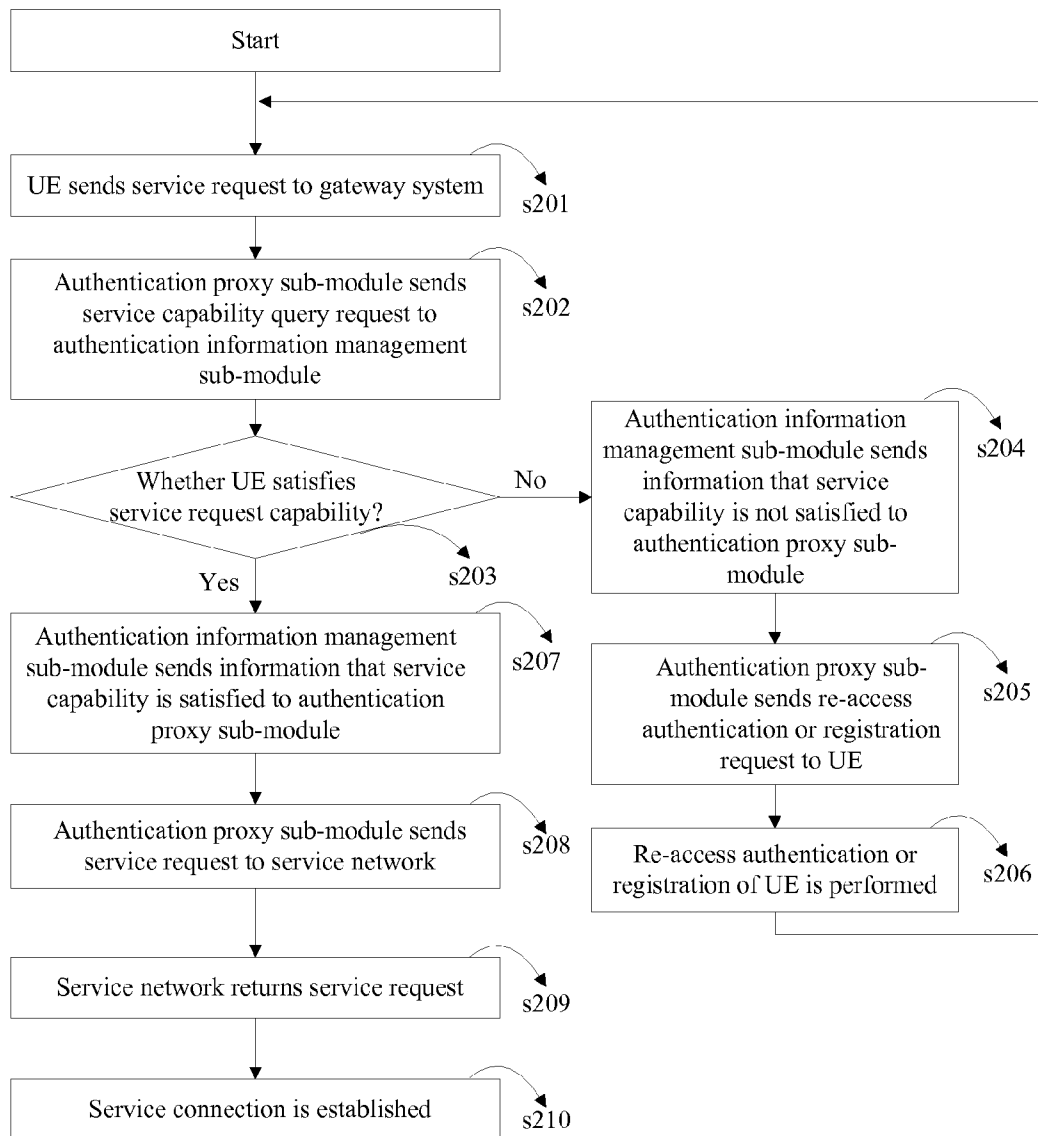 Start
UE sends service request to gateway system
s201
Authentication proxy sub-module sends
service capability query request to
authentication information management
sub-module
s202
Whether UE satisfies
service request capability?
s203
No
Yes
Authentication information
management sub-module sends
information that service
capability is not satisfied to
authentication proxy sub-
module
s204
Authentication proxy sub-
module sends re-access
authentication or registration
request to UE
s205
Re-access authentication or
registration of UE is performed
s206
Authentication information management
sub-module sends information that service
capability is satisfied to authentication
proxy sub-module
s207
Authentication proxy sub-module sends
service request to service network
s208
Service network returns service request
s209
Service connection is established
s210